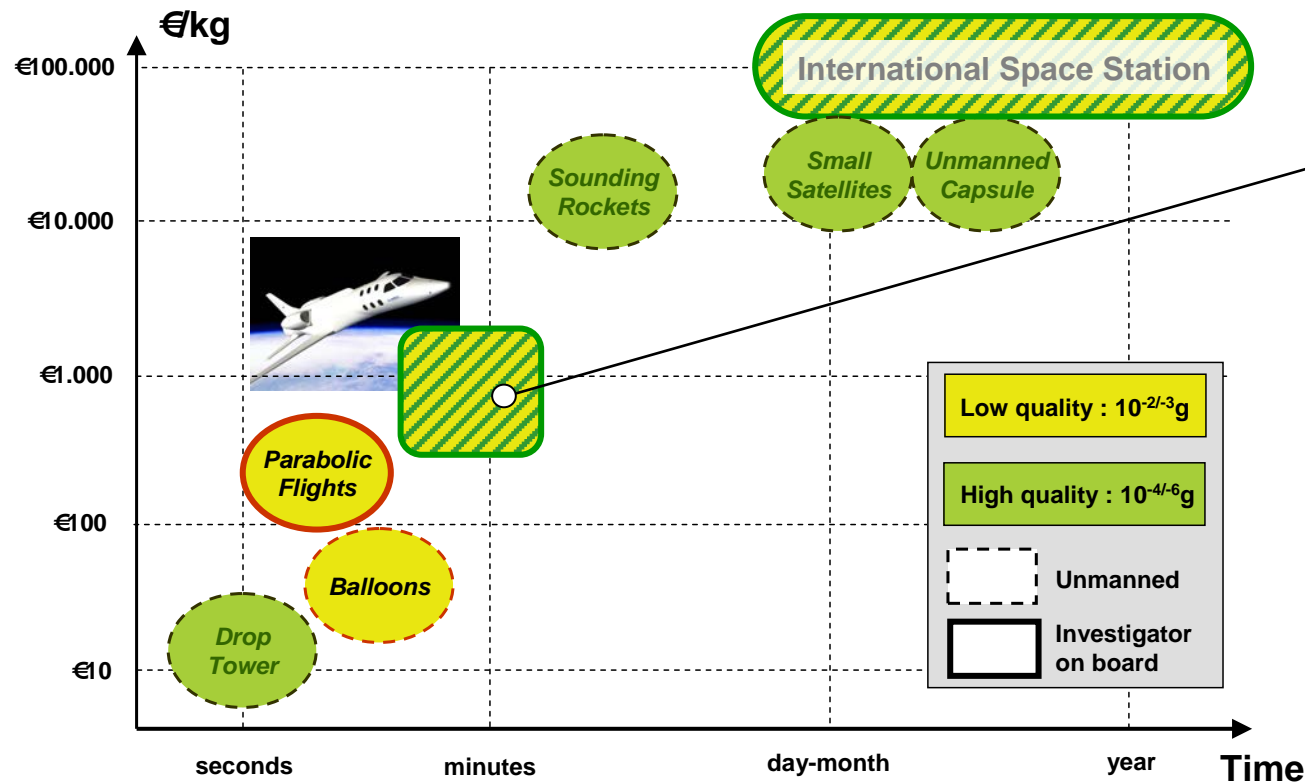 €/kg
€100.000
International Space Station
Sounding
Rockets
Small
Satellites
Unmanned
Capsule
€10.000
€1.000
Low quality : 10^-2/-3g
Parabolic
Flights
High quality : 10^-4/-6g
€100
Balloons
Unmanned
Drop
Tower
Investigator
on board
€10
seconds
minutes
day-month
year
Time